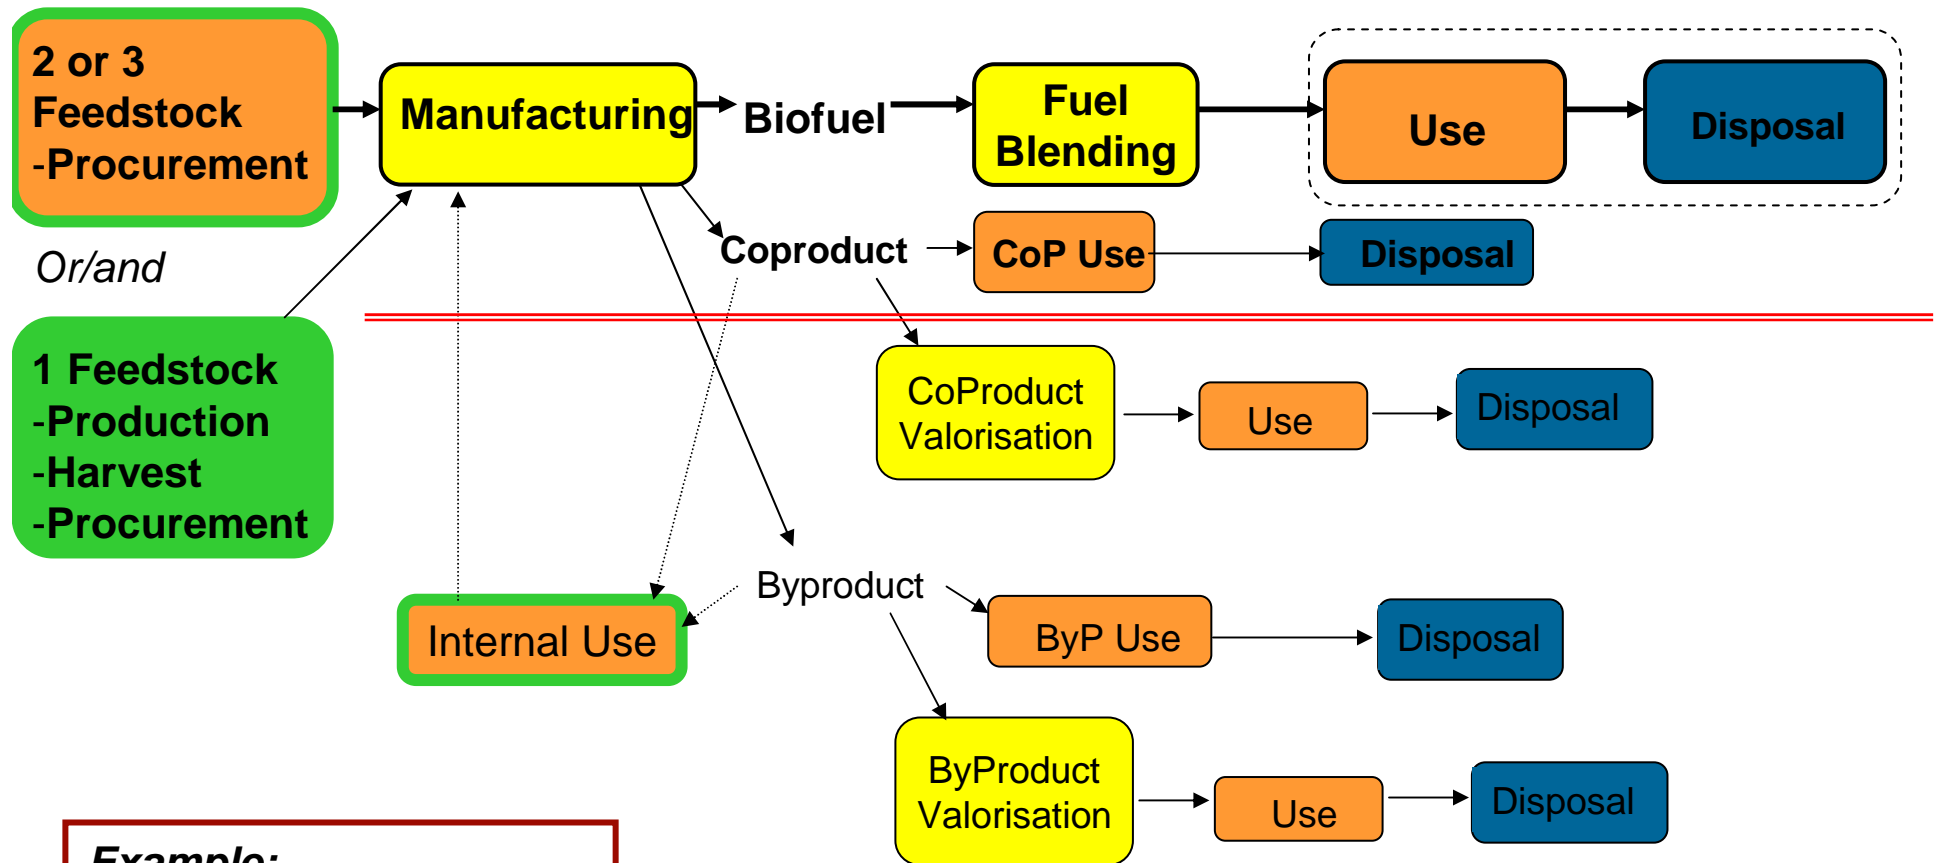 2 or 3
Feedstock
-Procurement
Manufacturing
Biofuel
Fuel
Blending
Use
Disposal
Or/and
Coproduct
CoP Use
Disposal
1 Feedstock
-Production
-Harvest
-Procurement
CoProduct
Valorisation
Use
Disposal
Byproduct
Internal Use
ByP Use
Disposal
ByProduct
Valorisation
Use
Disposal
Example: